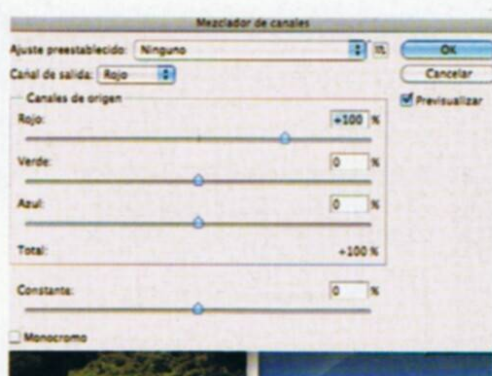 Mezclador de canales
Ajuste preestablecido: Ninguno
OK
Canal de salida: Rojo
Cancelar
Canales de origen
Previsualizar
Rojo: +100 %
Verde: 0 %
Azul: 0 %
Total: +100 %
Constante: 0 %
Monocromo